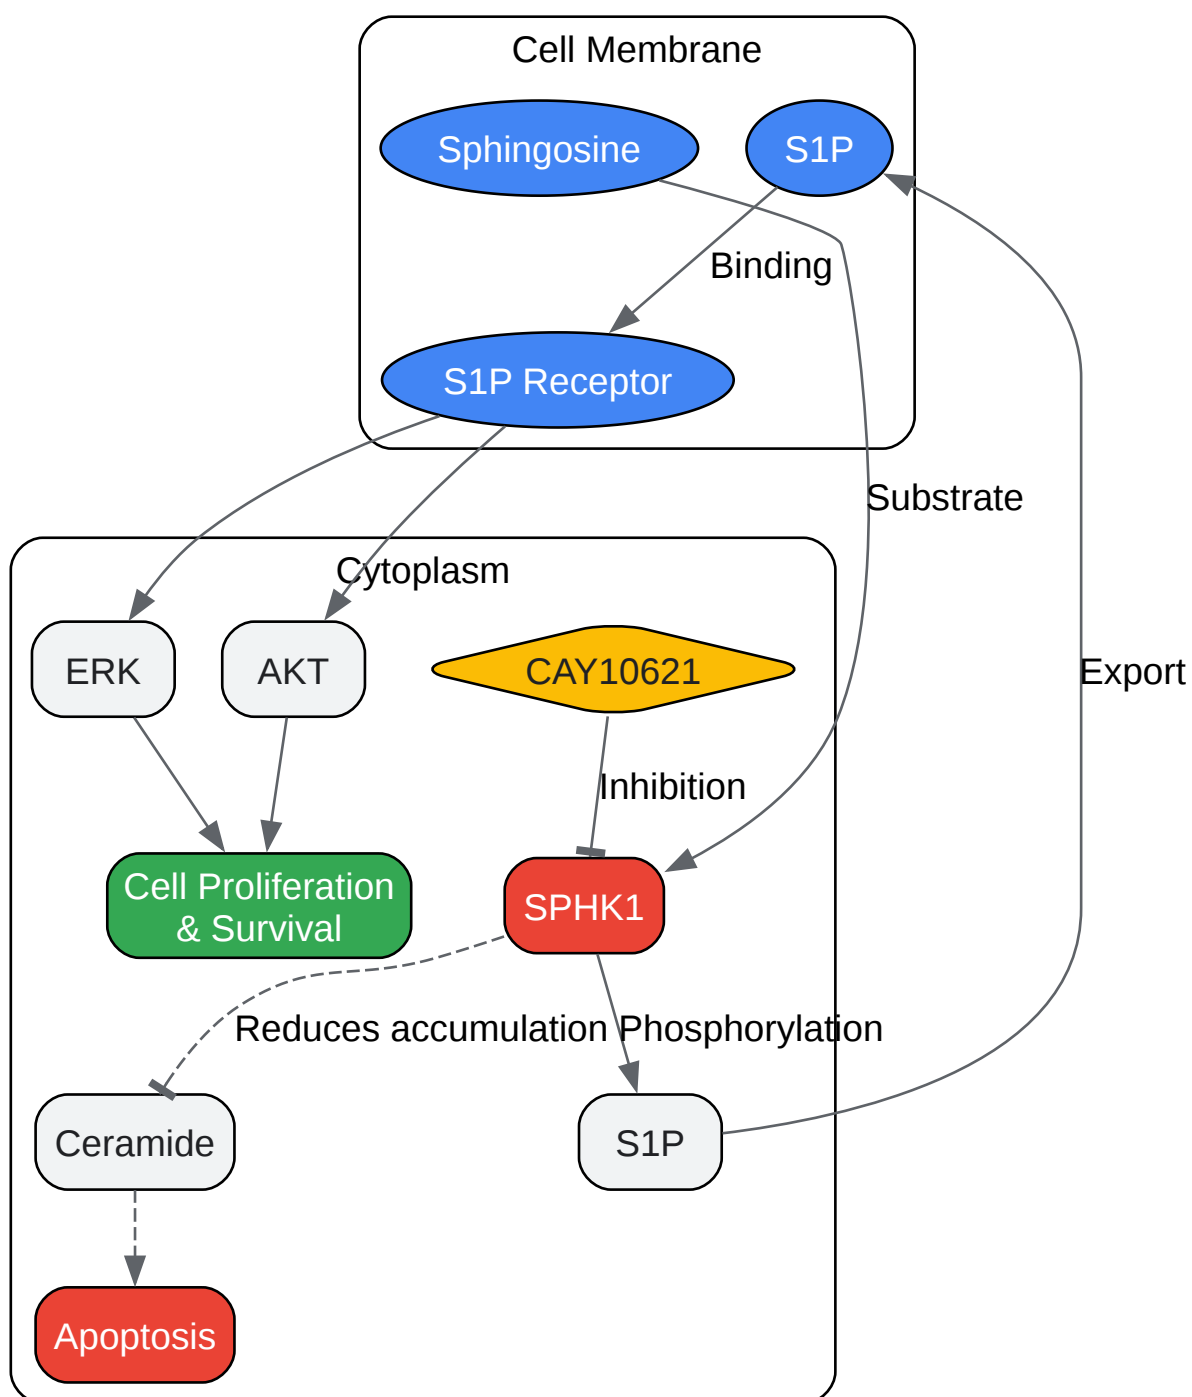 Cell Membrane
Sphingosine
S1P
Binding
S1P Receptor
Substrate
Cytoplasm
ERK
AKT
CAY10621
Export
Inhibition
Cell Proliferation
& Survival
SPHK1
Reduces accumulation
Phosphorylation
Ceramide
S1P
Apoptosis